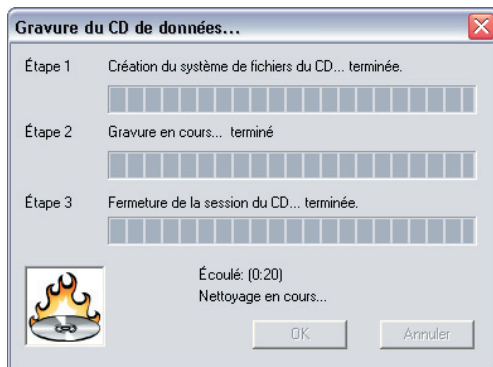 Gravure du CD de données...
Étape 1 Création du système de fichiers du CD... terminée.
Étape 2 Gravure en cours... terminé
Étape 3 Fermeture de la session du CD... terminée.
Écoulé: (0:20)
Nettoyage en cours...
OK Annuler